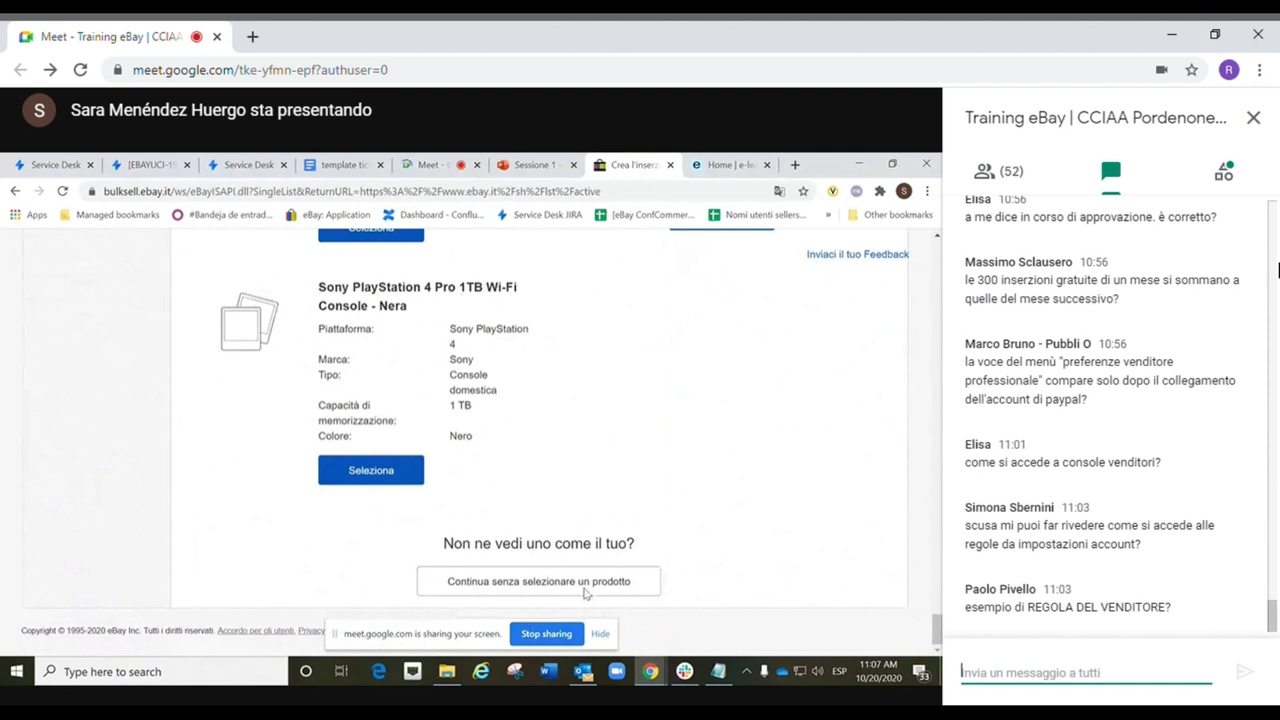 Meet - Training eBay | CCIAA
meet.google.com/tke-yfmn-epf?authuser=0
R
S
Sara Menéndez Huergo sta presentando
Service Desk
[EBAYUCI-15
Service Desk
template tic
Meet - t
Sessione 1 -
Crea l'inserz
Home | e-le
bulksell.ebay.it/ws/eBayISAPI.dll?SingleList&ReturnURL=https%3A%2F%2Fwww.ebay.it%2Fsh%2Flst%2Factive
S
Apps
Managed bookmarks
#Bandeja de entrad...
eBay: Application
Dashboard - Conflu...
Service Desk JIRA
[eBay ConfCommer...
Nomi utenti sellers...
»
Other bookmarks
Seleziona
Inviaci il tuo Feedback
Sony PlayStation 4 Pro 1TB Wi-Fi
Console - Nera
Piattaforma: Sony PlayStation
4
Marca: Sony
Tipo: Console
domestica
Capacità di 1 TB
memorizzazione:
Colore: Nero
Seleziona
Non ne vedi uno come il tuo?
Continua senza selezionare un prodotto
Copyright © 1995-2020 eBay Inc. Tutti i diritti riservati. Accordo per gli utenti, Privacy
meet.google.com is sharing your screen.
Stop sharing
Hide
Type here to search
ESP
11:07 AM
10/20/2020
33
Training eBay | CCIAA Pordenone...
(52)
Elisa 10:56
a me dice in corso di approvazione. è corretto?
Massimo Sclausero 10:56
le 300 inserzioni gratuite di un mese si sommano a
quelle del mese successivo?
Marco Bruno - Pubbli O 10:56
la voce del menù "preferenze venditore
professionale" compare solo dopo il collegamento
dell'account di paypal?
Elisa 11:01
come si accede a console venditori?
Simona Sbernini 11:03
scusa mi puoi far rivedere come si accede alle
regole da impostazioni account?
Paolo Pivello 11:03
esempio di REGOLA DEL VENDITORE?
Invia un messaggio a tutti